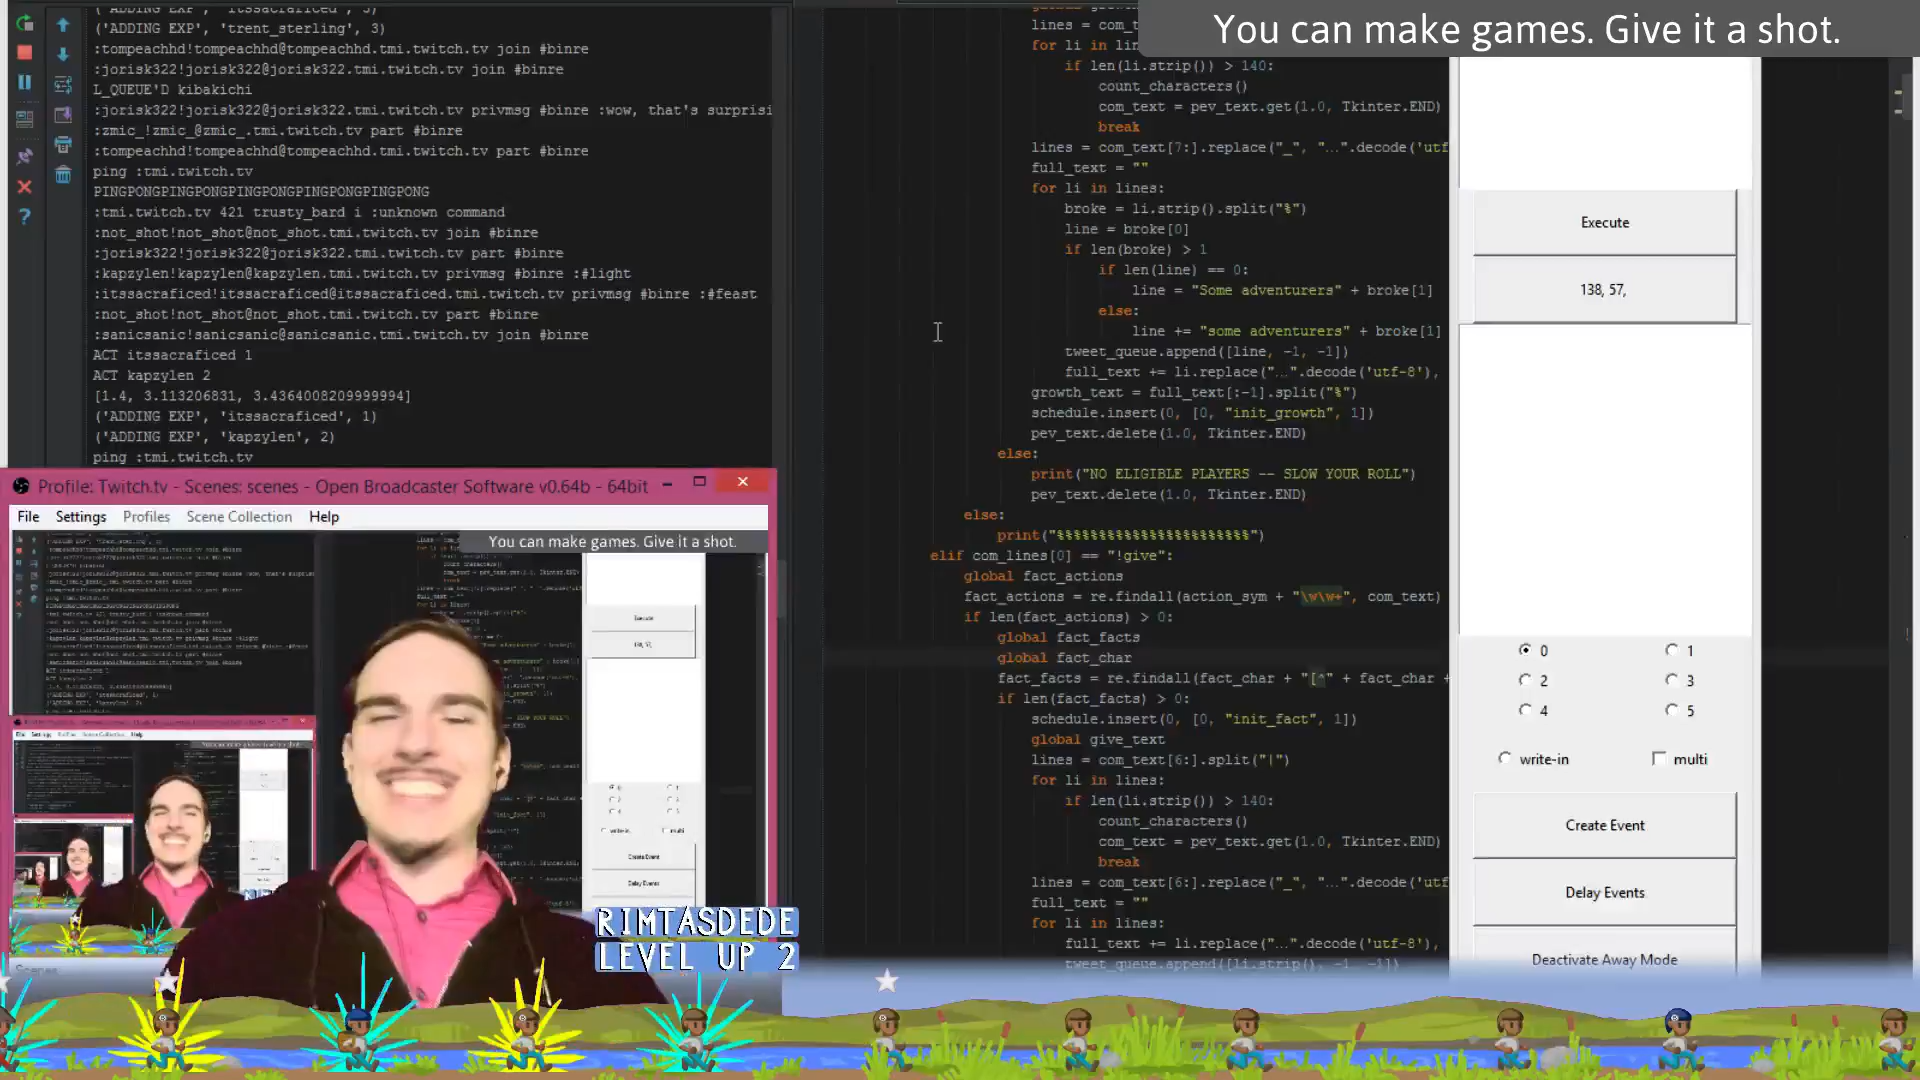 ('ADDING EXP', 'itssacraficed', 3)
('ADDING EXP', 'trent_sterling', 3)
:tompeachhd!tompeachhd@tompeachhd.tmi.twitch.tv join #binre
:jorisk322!jorisk322@jorisk322.tmi.twitch.tv join #binre
L_QUEUE'D kibakichi
:jorisk322!jorisk322@jorisk322.tmi.twitch.tv privmsg #binre :wow, that's surprisi
:zmic_!zmic_@zmic_.tmi.twitch.tv part #binre
:tompeachhd!tompeachhd@tompeachhd.tmi.twitch.tv part #binre
ping :tmi.twitch.tv
PINGPONGPINGPONGPINGPONGPINGPONGPINGPONG
:tmi.twitch.tv 421 trusty_bard i :unknown command
:not_shot!not_shot@not_shot.tmi.twitch.tv join #binre
:jorisk322!jorisk322@jorisk322.tmi.twitch.tv part #binre
:kapzylen!kapzylen@kapzylen.tmi.twitch.tv privmsg #binre :#light
:itssacraficed!itssacraficed@itssacraficed.tmi.twitch.tv privmsg #binre :#feast
:not_shot!not_shot@not_shot.tmi.twitch.tv part #binre
:sanicsanic!sanicsanic@sanicsanic.tmi.twitch.tv join #binre
ACT itssacraficed 1
ACT kapzylen 2
[1.4, 3.113206831, 3.4364008209999994]
('ADDING EXP', 'itssacraficed', 1)
('ADDING EXP', 'kapzylen', 2)
ping :tmi.twitch.tv
Profile: Twitch.tv - Scenes: scenes - Open Broadcaster Software v0.64b - 64bit
File Settings Profiles Scene Collection Help
You can make games. Give it a shot.
RIMTASDEDE
LEVEL UP 2
lines = com_t
for li in lin
if len(li.strip()) > 140:
count_characters()
com_text = pev_text.get(1.0, Tkinter.END)
break
lines = com_text[7:].replace("_", "…".decode('utf
full_text = ""
for li in lines:
broke = li.strip().split("%")
line = broke[0]
if len(broke) > 1
if len(line) == 0:
line = "Some adventurers" + broke[1]
else:
line += "some adventurers" + broke[1]
tweet_queue.append([line, -1, -1])
full_text += li.replace("…".decode('utf-8'),
growth_text = full_text[:-1].split("%")
schedule.insert(0, [0, "init_growth", 1])
pev_text.delete(1.0, Tkinter.END)
else:
print("NO ELIGIBLE PLAYERS -- SLOW YOUR ROLL")
pev_text.delete(1.0, Tkinter.END)
else:
print("%%%%%%%%%%%%%%%%%%%%%%%")
elif com_lines[0] == "!give":
global fact_actions
fact_actions = re.findall(action_sym + "\w\w+", com_text)
if len(fact_actions) > 0:
global fact_facts
global fact_char
fact_facts = re.findall(fact_char + "[^" + fact_char +
if len(fact_facts) > 0:
schedule.insert(0, [0, "init_fact", 1])
global give_text
lines = com_text[6:].split("|")
for li in lines:
if len(li.strip()) > 140:
count_characters()
com_text = pev_text.get(1.0, Tkinter.END)
break
lines = com_text[6:].replace("_", "…".decode('utf
full_text = ""
for li in lines:
full_text += li.replace("…".decode('utf-8'),
tweet_queue.append([li.strip(), -1, -1])
You can make games. Give it a shot.
Execute
138, 57,
0 1
2 3
4 5
write-in multi
Create Event
Delay Events
Deactivate Away Mode